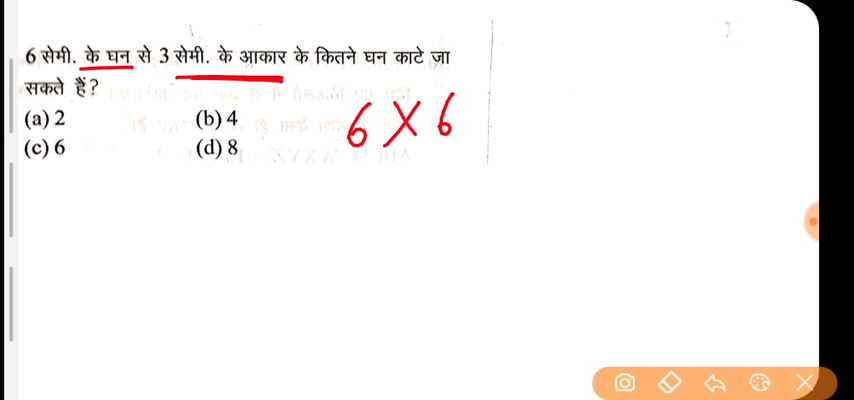 6 सेमी. के घन से 3 सेमी. के आकार के कितने घन काटे जा
सकते हैं?
(a) 2 (b) 4
(c) 6 (d) 8
6 X 6